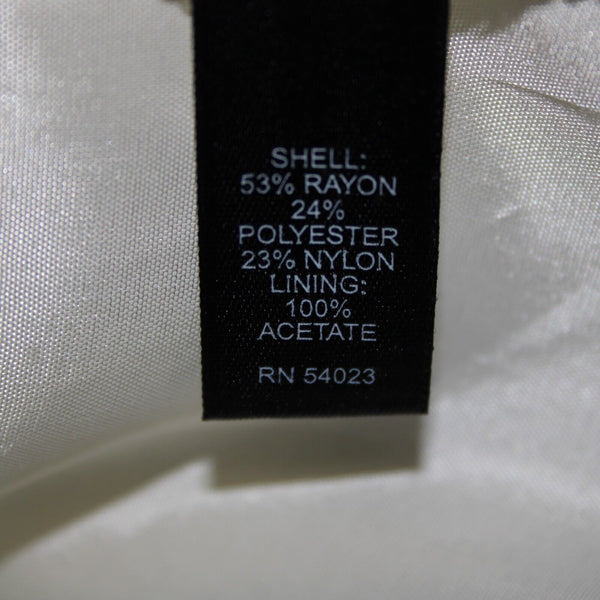 SHELL:
53% RAYON
24%
POLYESTER
23% NYLON
LINING:
100%
ACETATE
RN 54023